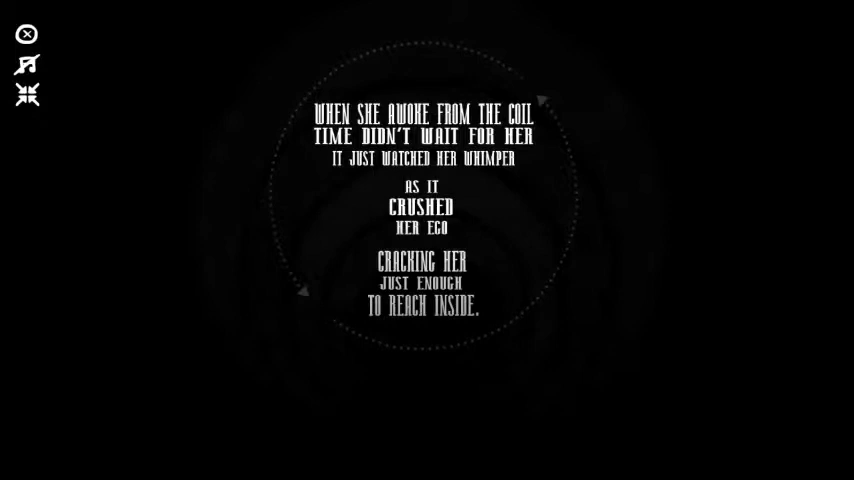 WHEN SHE AWOKE FROM THE COIL
TIME DIDN'T WAIT FOR HER
IT JUST WATCHED HER WHIMPER
AS IT
CRUSHED
HER EGO
CRACKING HER
JUST ENOUGH
TO REACH INSIDE.